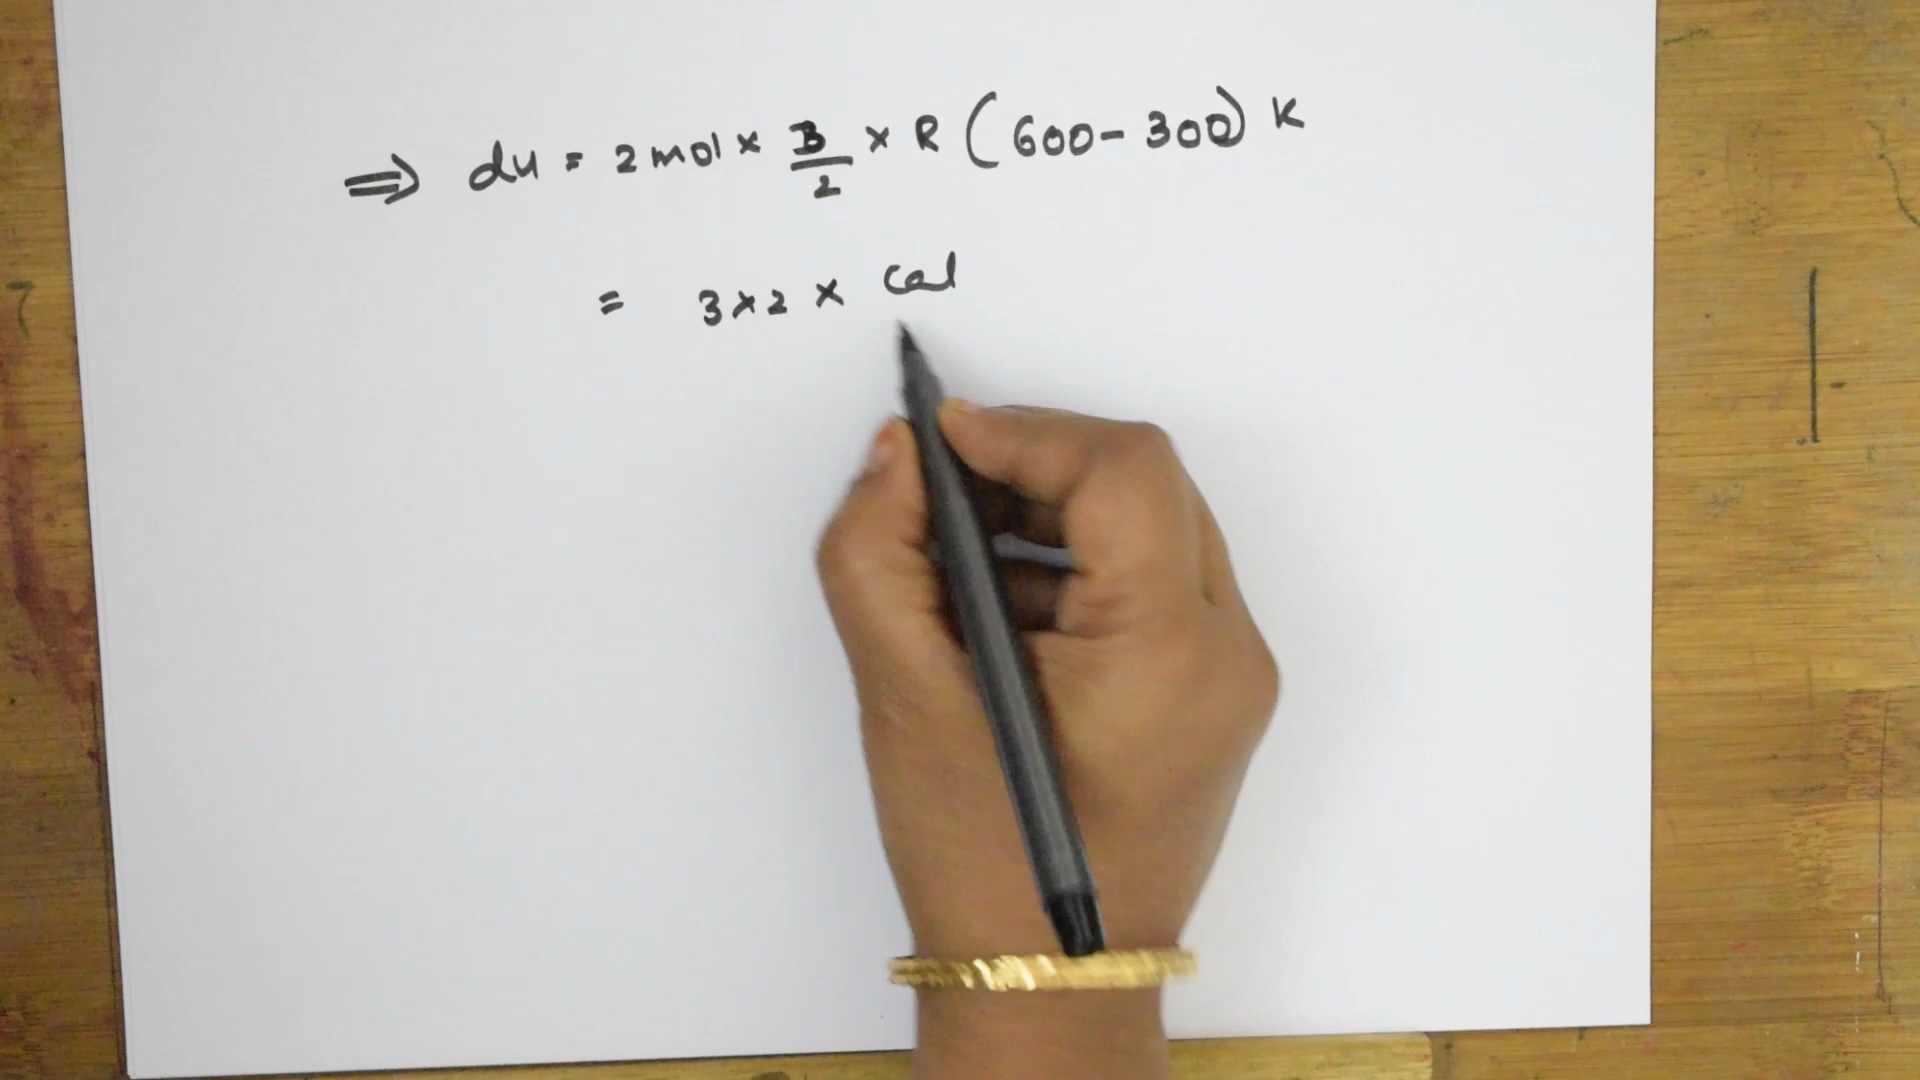 ⇒ du = 2 mol × 3/2 × R (600 - 300) K
= 3 × 2 × cal